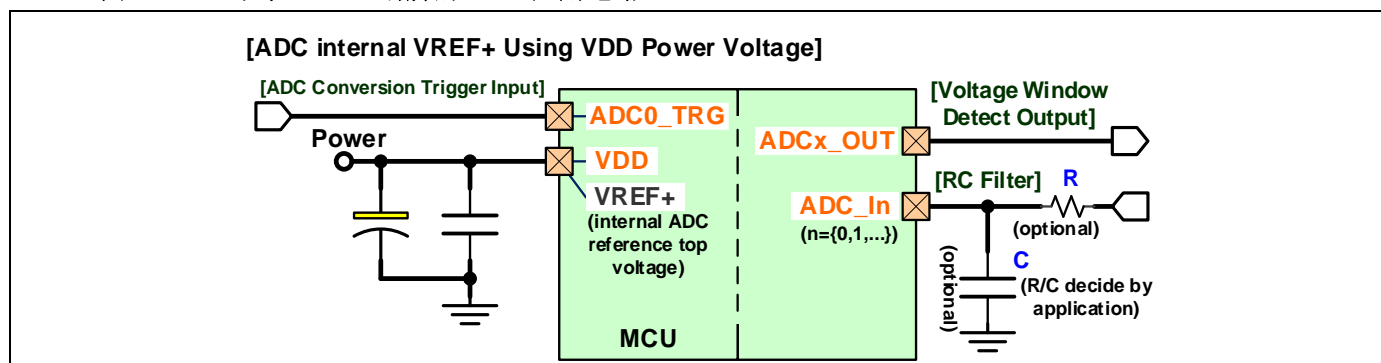 [ADC internal VREF+ Using VDD Power Voltage]
[ADC Conversion Trigger Input]
ADC0_TRG
Power
VDD
VREF+
(internal ADC
reference top
voltage)
MCU
[Voltage Window
Detect Output]
ADCx_OUT
[RC Filter]
R
ADC_In
(n={0,1,...})
(optional)
(optional)
C
(R/C decide by
application)